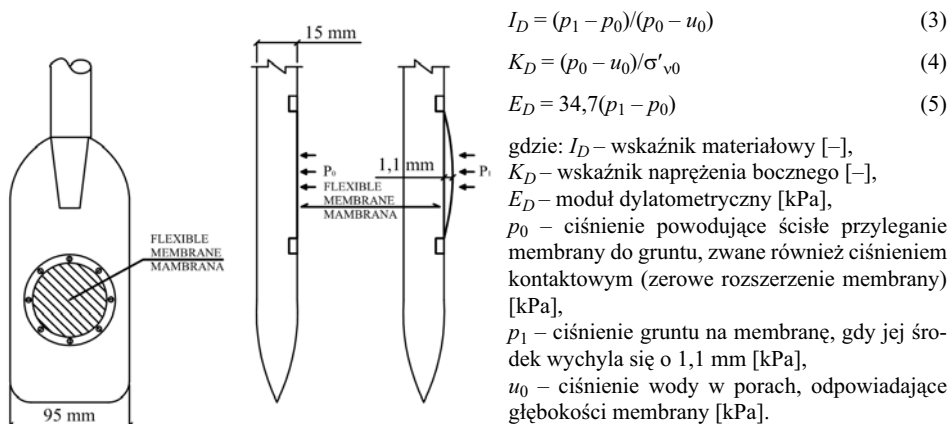 15 mm
FLEXIBLE
MEMBRANE
MAMBRANA
95 mm
P₀
FLEXIBLE
MEMBRANE
MAMBRANA
1,1 mm
P₁
I_D = (p₁ – p₀)/(p₀ – u₀) (3)
K_D = (p₀ – u₀)/σ′ᵥ₀ (4)
E_D = 34,7(p₁ – p₀) (5)
gdzie: I_D – wskaźnik materiałowy [–],
K_D – wskaźnik naprężenia bocznego [–],
E_D – moduł dylatometryczny [kPa],
p₀ – ciśnienie powodujące ścisłe przyleganie
membrany do gruntu, zwane również ciśnieniem
kontaktowym (zerowe rozszerzenie membrany)
[kPa],
p₁ – ciśnienie gruntu na membranę, gdy jej śro-
dek wychyla się o 1,1 mm [kPa],
u₀ – ciśnienie wody w porach, odpowiadające
głębokości membrany [kPa].